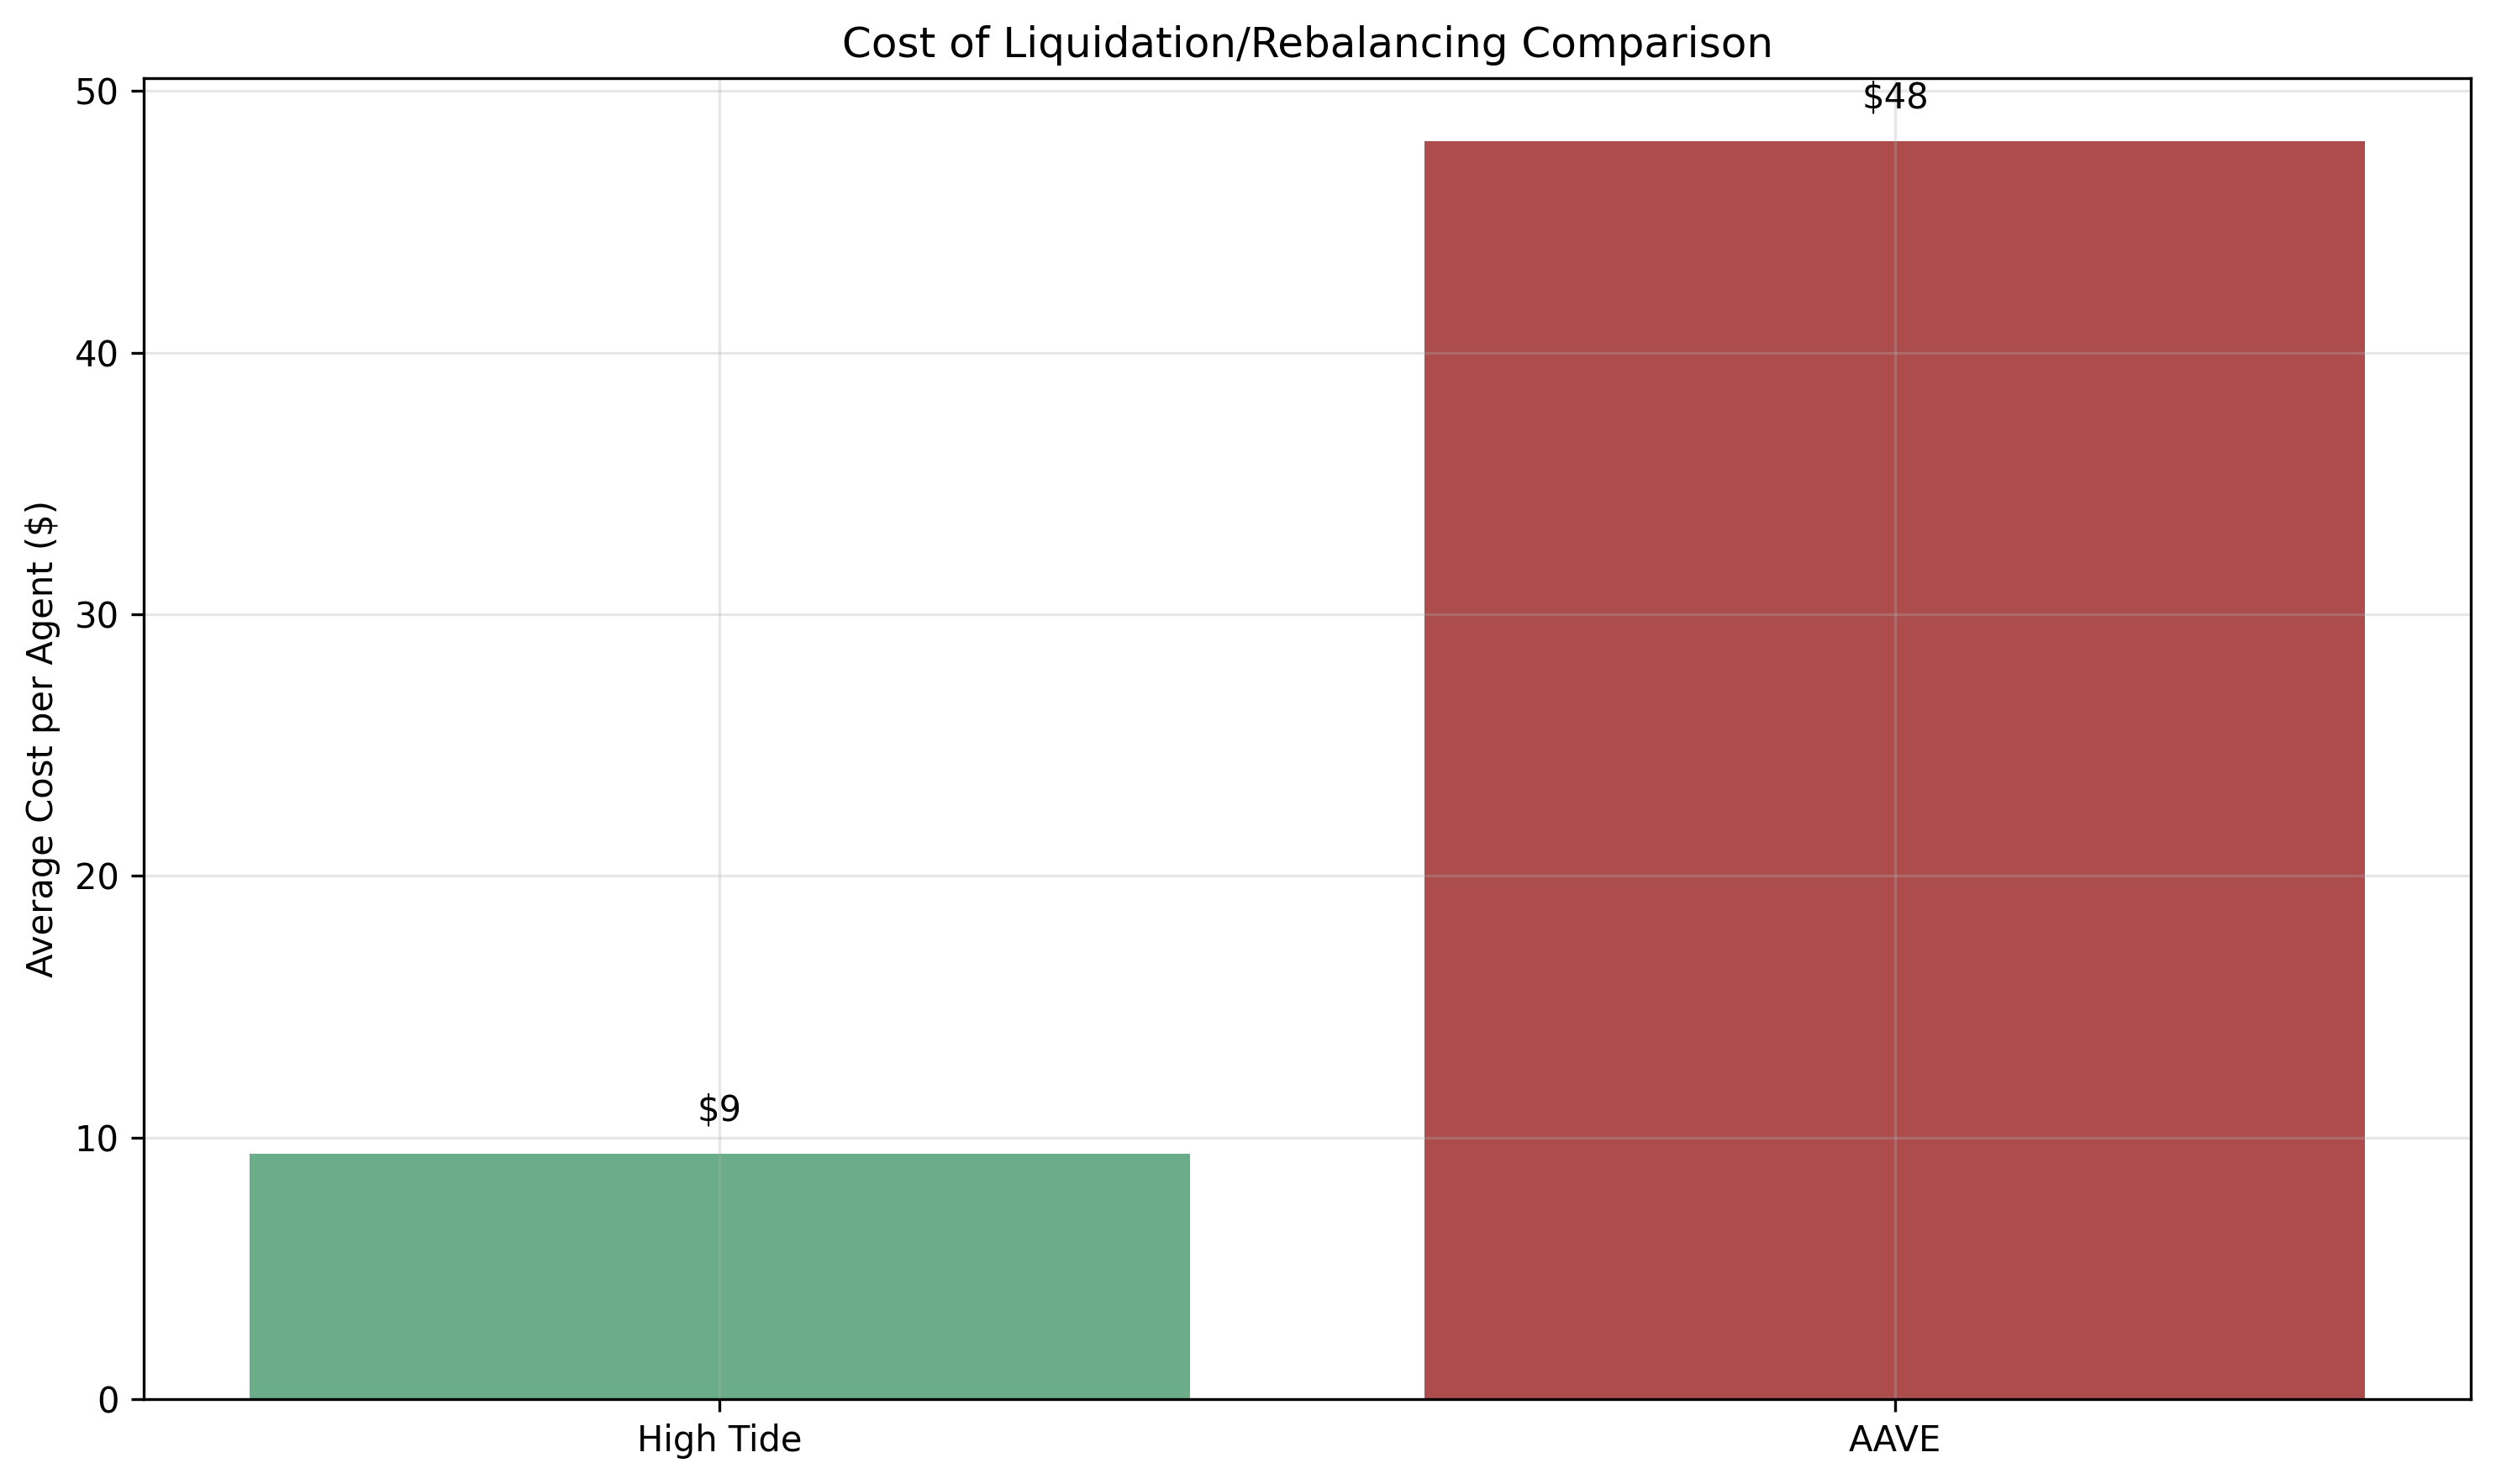 Cost of Liquidation/Rebalancing Comparison
Average Cost per Agent ($)
50
40
30
20
10
0
$48
$9
High Tide
AAVE